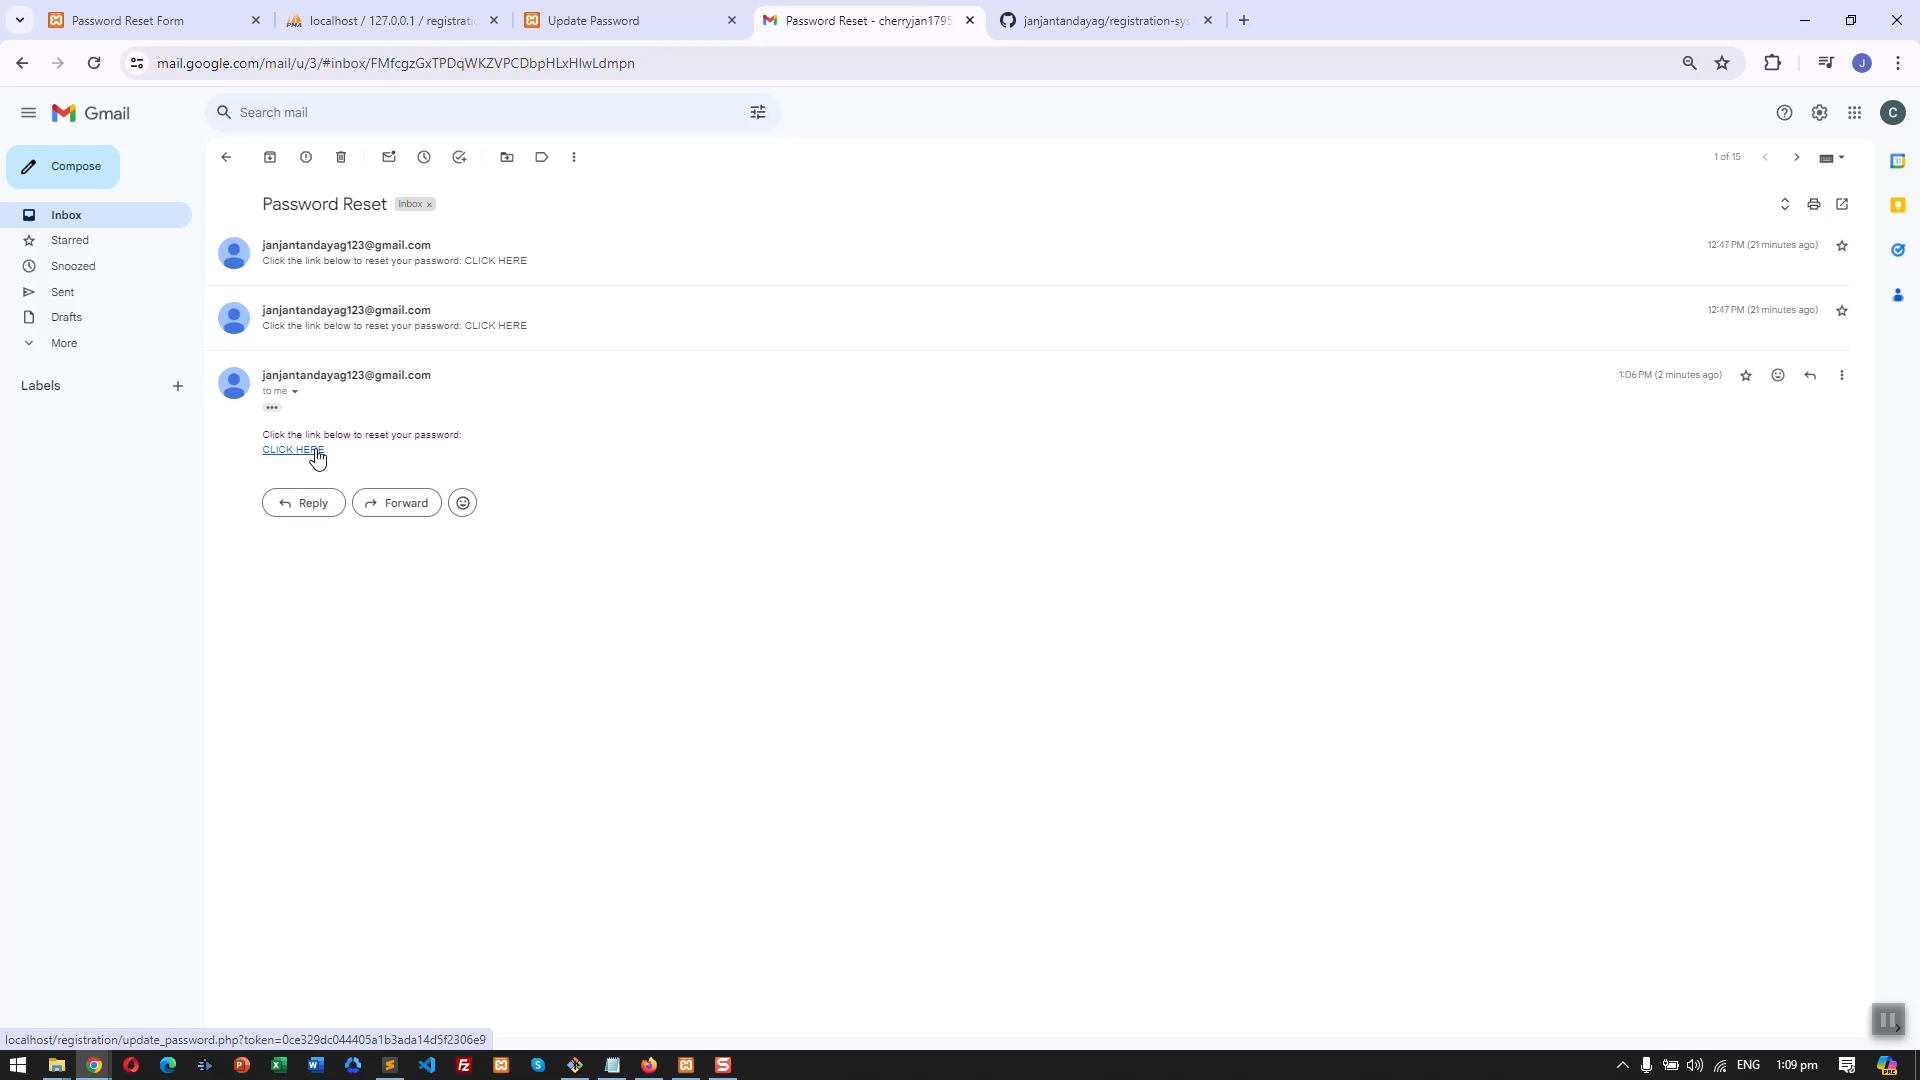 Password Reset Form
localhost / 127.0.0.1 / registratio
Update Password
Password Reset - cherryjan1795
janjantandayag/registration-sys
mail.google.com/mail/u/3/#inbox/FMfcgzGxTPDqWKZVPCDbpHLxHlwLdmpn
J
Gmail
Search mail
C
Compose
1 of 15
Inbox
Password Reset
Inbox ×
Starred
janjantandayag123@gmail.com
12:47 PM (21 minutes ago)
Click the link below to reset your password: CLICK HERE
Snoozed
Sent
Drafts
janjantandayag123@gmail.com
12:47 PM (21 minutes ago)
Click the link below to reset your password: CLICK HERE
More
Labels
janjantandayag123@gmail.com
1:06 PM (2 minutes ago)
to me
Click the link below to reset your password:
CLICK HERE
Reply
Forward
localhost/registration/update_password.php?token=0ce329dc044405a1b3ada14d5f2306e9
ENG
1:09 pm